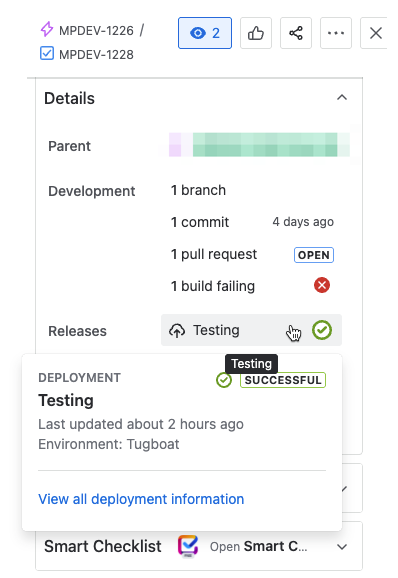 MPDEV-1226 /
MPDEV-1228
2
Details
Parent
Development
1 branch
1 commit 4 days ago
1 pull request OPEN
1 build failing
Releases Testing
Testing
DEPLOYMENT SUCCESSFUL
Testing
Last updated about 2 hours ago
Environment: Tugboat
View all deployment information
Smart Checklist Open Smart C...